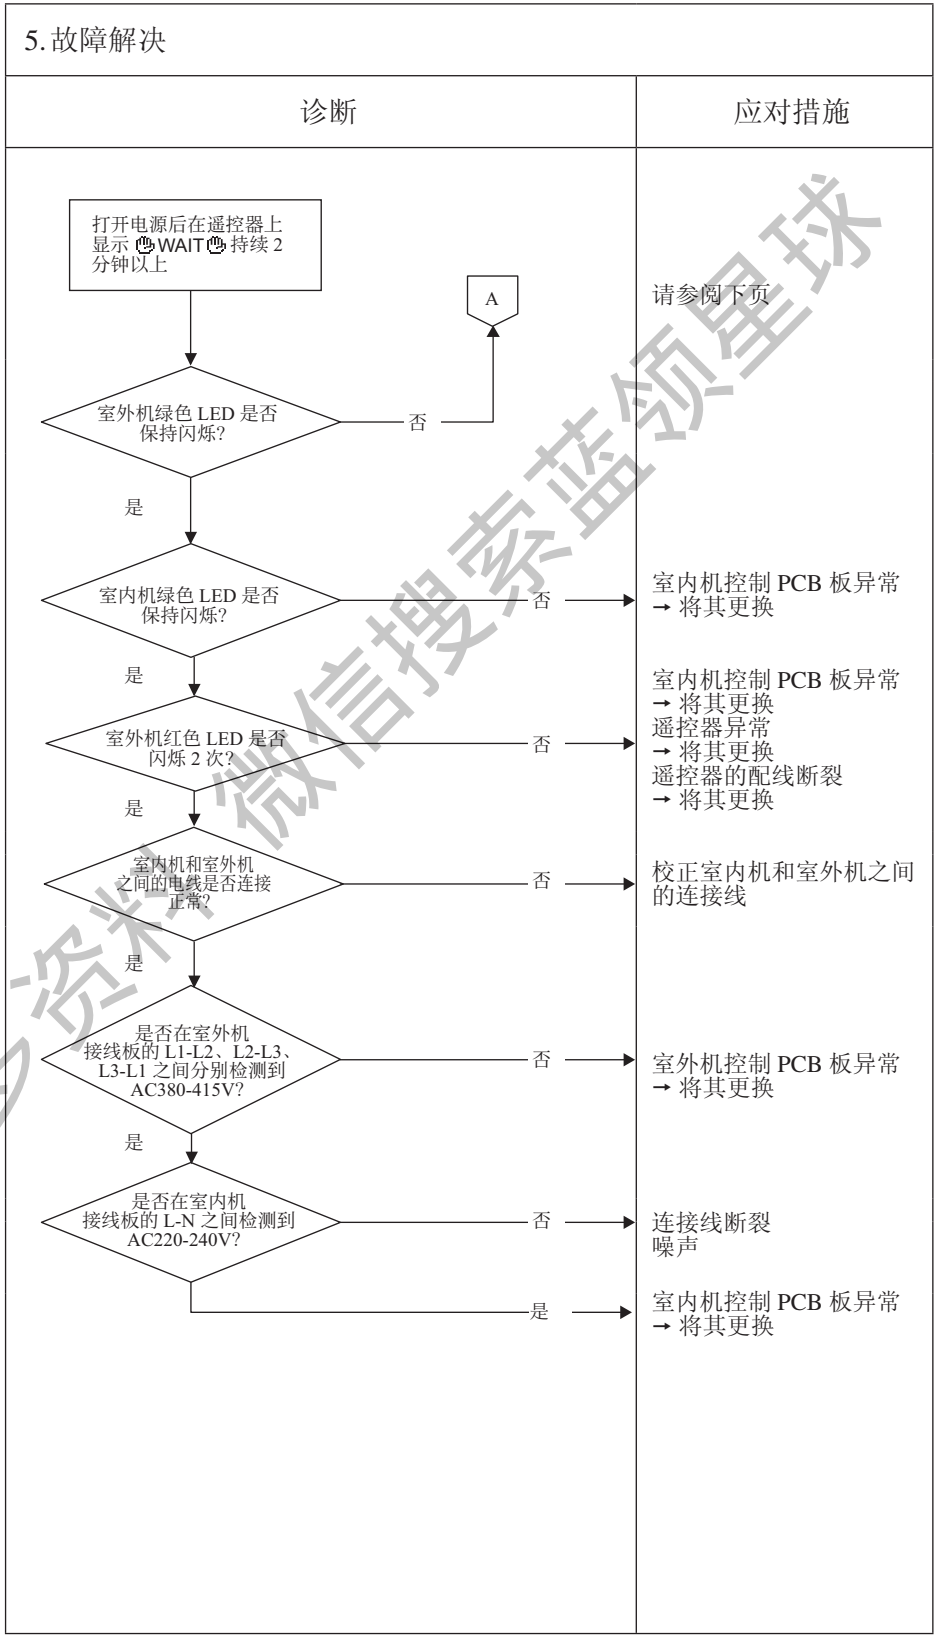 5.故障解决
诊断
应对措施
打开电源后在遥控器上
显示 WAIT 持续 2
分钟以上
A
请参阅下页
室外机绿色 LED 是否
保持闪烁?
否
是
室内机绿色 LED 是否
保持闪烁?
否
室内机控制 PCB 板异常
→ 将其更换
是
室外机红色 LED 是否
闪烁 2 次?
否
室内机控制 PCB 板异常
→ 将其更换
遥控器异常
→ 将其更换
遥控器的配线断裂
→ 将其更换
是
室内机和室外机
之间的电线是否连接
正常?
否
校正室内机和室外机之间
的连接线
是
是否在室外机
接线板的 L1-L2、L2-L3、
L3-L1 之间分别检测到
AC380-415V?
否
室外机控制 PCB 板异常
→ 将其更换
是
是否在室内机
接线板的 L-N 之间检测到
AC220-240V?
否
连接线断裂
噪声
是
室内机控制 PCB 板异常
→ 将其更换
多资料 微信搜索蓝领星球